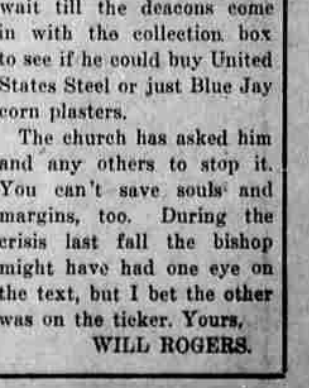 wait till the deacons come
in with the collection box
to see if he could buy United
States Steel or just Blue Jay
corn plasters.
The church has asked him
and any others to stop it.
You can't save souls and
margins, too. During the
crisis last fall the bishop
might have had one eye on
the text, but I bet the other
was on the ticker. Yours,
WILL ROGERS.